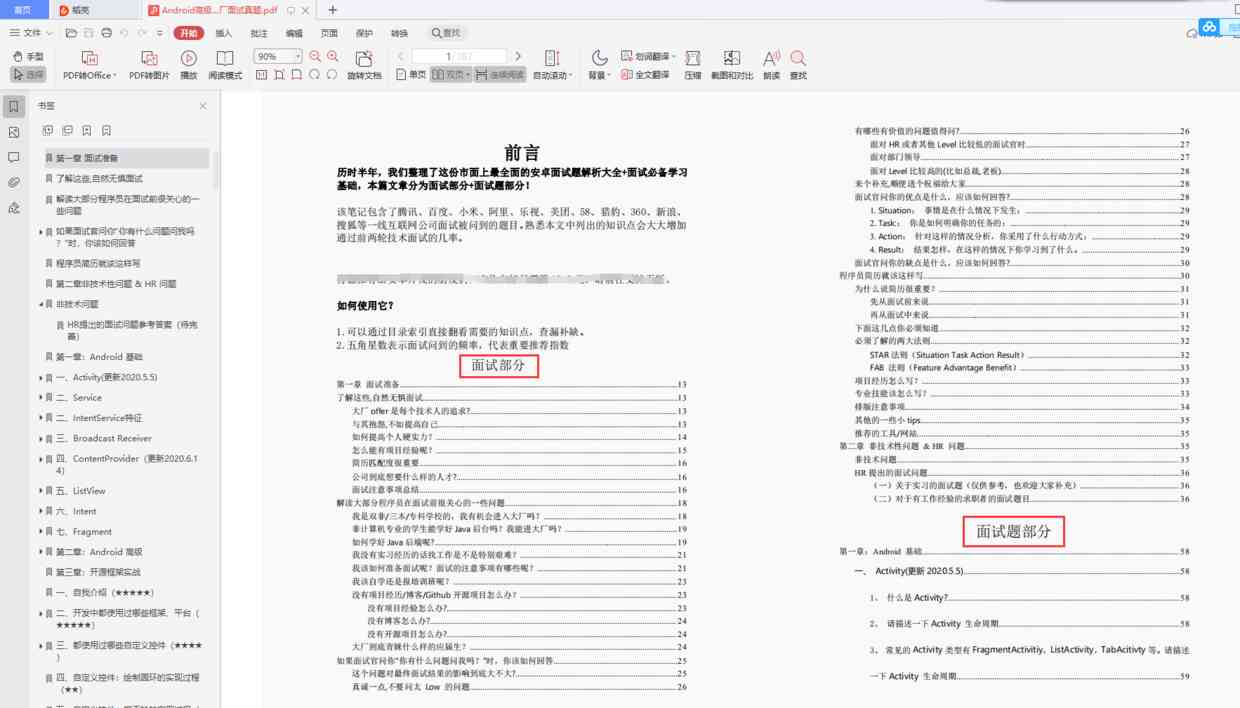 首页
稻壳
Android高级...厂面试真题.pdf
文件
开始
插入
批注
编辑
页面
保护
转换
查找
手型
选择
PDF转Office
PDF转图片
播放
阅读模式
90%
旋转文档
单页
双页
连续阅读
自动滚动
背景
划词翻译
全文翻译
压缩
截图和对比
朗读
查找
书签
第一章 面试准备
了解这些,自然无惧面试
解读大部分程序员在面试前很关心的一
些问题
如果面试官问你“你有什么问题问我吗
？”时，你该如何回答
程序员简历就该这样写
第二章非技术性问题 & HR 问题
非技术问题
HR提出的面试问题参考答案（待完
善）
第一章：Android 基础
一、Activity(更新2020.5.5)
二、Service
二、IntentService特征
三、Broadcast Receiver
四、ContentProvider（更新2020.6.1
4）
五、ListView
六、Intent
七、Fragment
第二章：Android 高级
第三章：开源框架实战
一、自我介绍（★★★★★）
二、开发中都使用过哪些框架、平台（
★★★★★）
三、都使用过哪些自定义控件（★★★★
）
四、自定义控件：绘制圆环的实现过程
（★★）
前言
历时半年，我们整理了这份市面上最全面的安卓面试题解析大全+面试必备学习
基础，本篇文章分为面试部分+面试题部分！
该笔记包含了腾讯、百度、小米、阿里、乐视、美团、58、猎豹、360、新浪、
搜狐等一线互联网公司面试被问到的题目。熟悉本文中列出的知识点会大大增加
通过前两轮技术面试的几率。
如何使用它？
1.可以通过目录索引直接翻看需要的知识点，查漏补缺。
2.五角星数表示面试问到的频率，代表重要推荐指数
面试部分
第一章 面试准备......13
了解这些,自然无惧面试......13
大厂 offer 是每个技术人的追求?......13
与其抱怨,不如提高自己......13
如何提高个人硬实力？......14
怎么能有项目经验呢？......15
简历匹配度很重要......16
公司到底想要什么样的人才?......16
面试注意事项总结......16
解读大部分程序员在面试前很关心的一些问题......18
我是双非/三本/专科学校的，我有机会进入大厂吗？......18
非计算机专业的学生能学好 Java 后台吗？我能进大厂吗？......19
如何学好 Java 后端呢?......19
我没有实习经历的话找工作是不是特别艰难？......21
我该如何准备面试呢？面试的注意事项有哪些呢？......21
我该自学还是报培训班呢？......23
没有项目经历/博客/Github 开源项目怎么办？......23
没有项目经验怎么办?......23
没有博客怎么办?......24
没有开源项目怎么办?......24
大厂到底青睐什么样的应届生？......24
如果面试官问你“你有什么问题问我吗？”时，你该如何回答......25
这个问题对最终面试结果的影响到底大不大?......25
真诚一点,不要问太 Low 的问题......26
有哪些有价值的问题值得问?......26
面对 HR 或者其他 Level 比较低的面试官时......27
面对部门领导......27
面对 Level 比较高的(比如总裁,老板)......28
来个补充,顺便送个祝福给大家......28
面试官问你的优点是什么，应该如何回答?......28
1. Situation： 事情是在什么情况下发生；......29
2. Task： 你是如何明确你的任务的；......29
3. Action： 针对这样的情况分析，你采用了什么行动方式；......29
4. Result： 结果怎样，在这样的情况下你学习到了什么。......29
面试官问你的缺点是什么，应该如何回答?......30
程序员简历就该这样写......30
为什么说简历很重要？......31
先从面试前来说......31
再从面试中来说......31
下面这几点你必须知道......32
必须了解的两大法则......32
STAR 法则（Situation Task Action Result）......32
FAB 法则（Feature Advantage Benefit）......33
项目经历怎么写？......33
专业技能该怎么写？......33
排版注意事项......34
其他的一些小 tips......35
推荐的工具/网站......35
第二章 非技术性问题 & HR 问题......35
非技术问题......35
HR 提出的面试问题......36
（一）关于实习的面试题（仅供参考，也欢迎大家补充）......36
（二）对于有工作经验的求职者的面试题目......36
面试题部分
第一章：Android 基础......58
一、 Activity(更新 2020.5.5)......58
1、 什么是 Activity?......58
2、 请描述一下 Activity 生命周期......58
3、 常见的 Activity 类型有 FragmentActivitiy、ListActivity、TabAcitivty 等。请描述
一下 Activity 生命周期......59